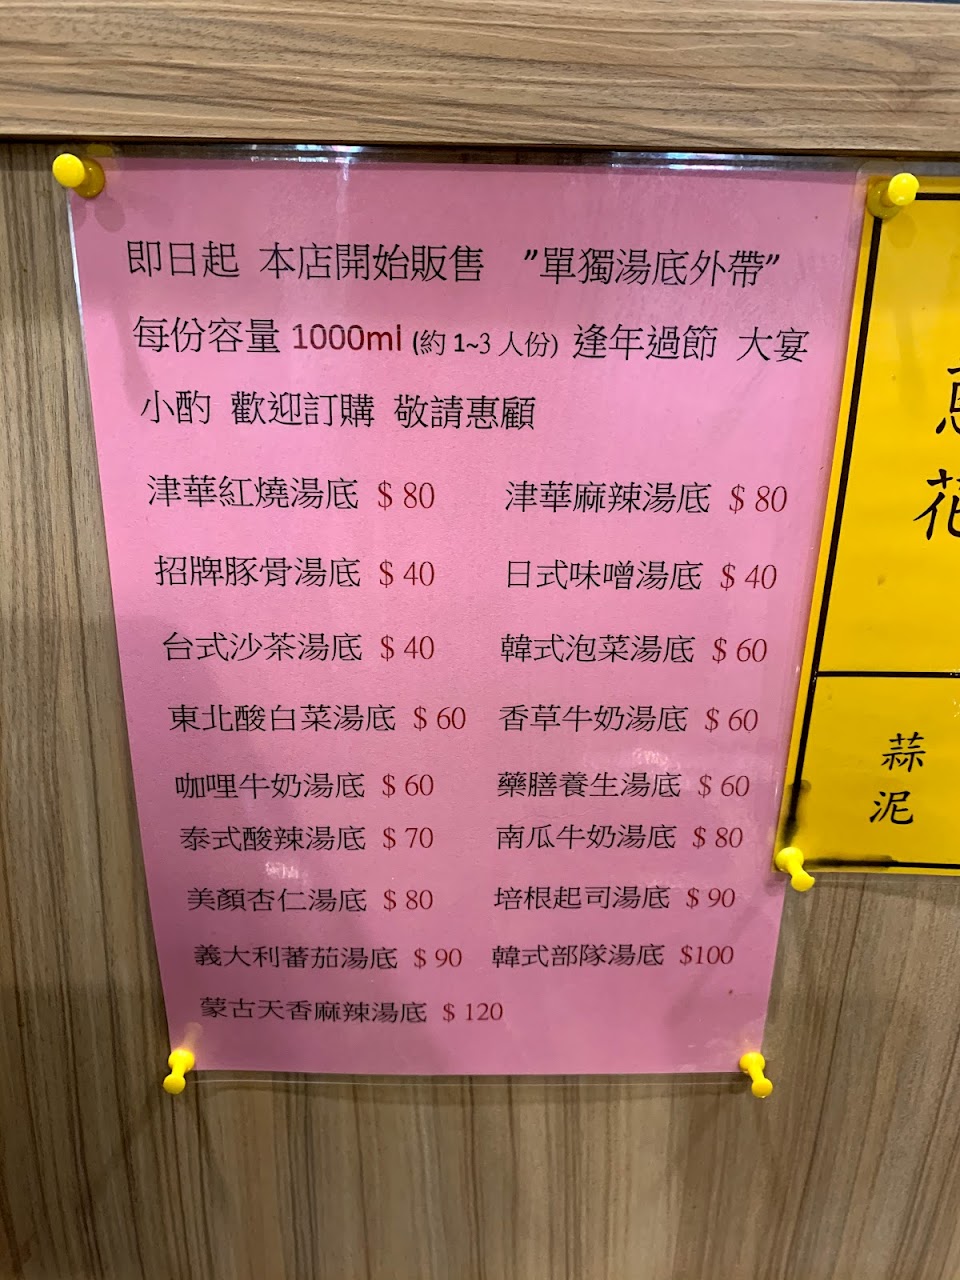 即日起 本店開始販售 ”單獨湯底外帶”
每份容量 1000ml (約 1~3 人份) 逢年過節 大宴
小酌 歡迎訂購 敬請惠顧
津華紅燒湯底 $ 80 津華麻辣湯底 $ 80
招牌豚骨湯底 $ 40 日式味噌湯底 $ 40
台式沙茶湯底 $ 40 韓式泡菜湯底 $ 60
東北酸白菜湯底 $ 60 香草牛奶湯底 $ 60
咖哩牛奶湯底 $ 60 藥膳養生湯底 $ 60
泰式酸辣湯底 $ 70 南瓜牛奶湯底 $ 80
美顏杏仁湯底 $ 80 培根起司湯底 $ 90
義大利蕃茄湯底 $ 90 韓式部隊湯底 $100
蒙古天香麻辣湯底 $ 120
花
蒜泥